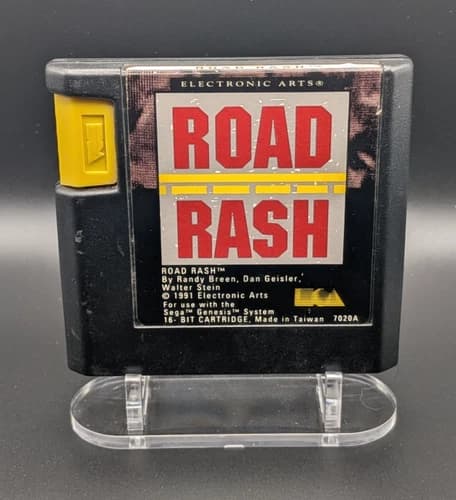 ROAD RASH
ELECTRONIC ARTS®
ROAD
RASH
ROAD RASH™
By Randy Breen, Dan Geisler,
Walter Stein
© 1991 Electronic Arts
For use with the
Sega™ Genesis™ System
16- BIT CARTRIDGE, Made in Taiwan 7020A
EA